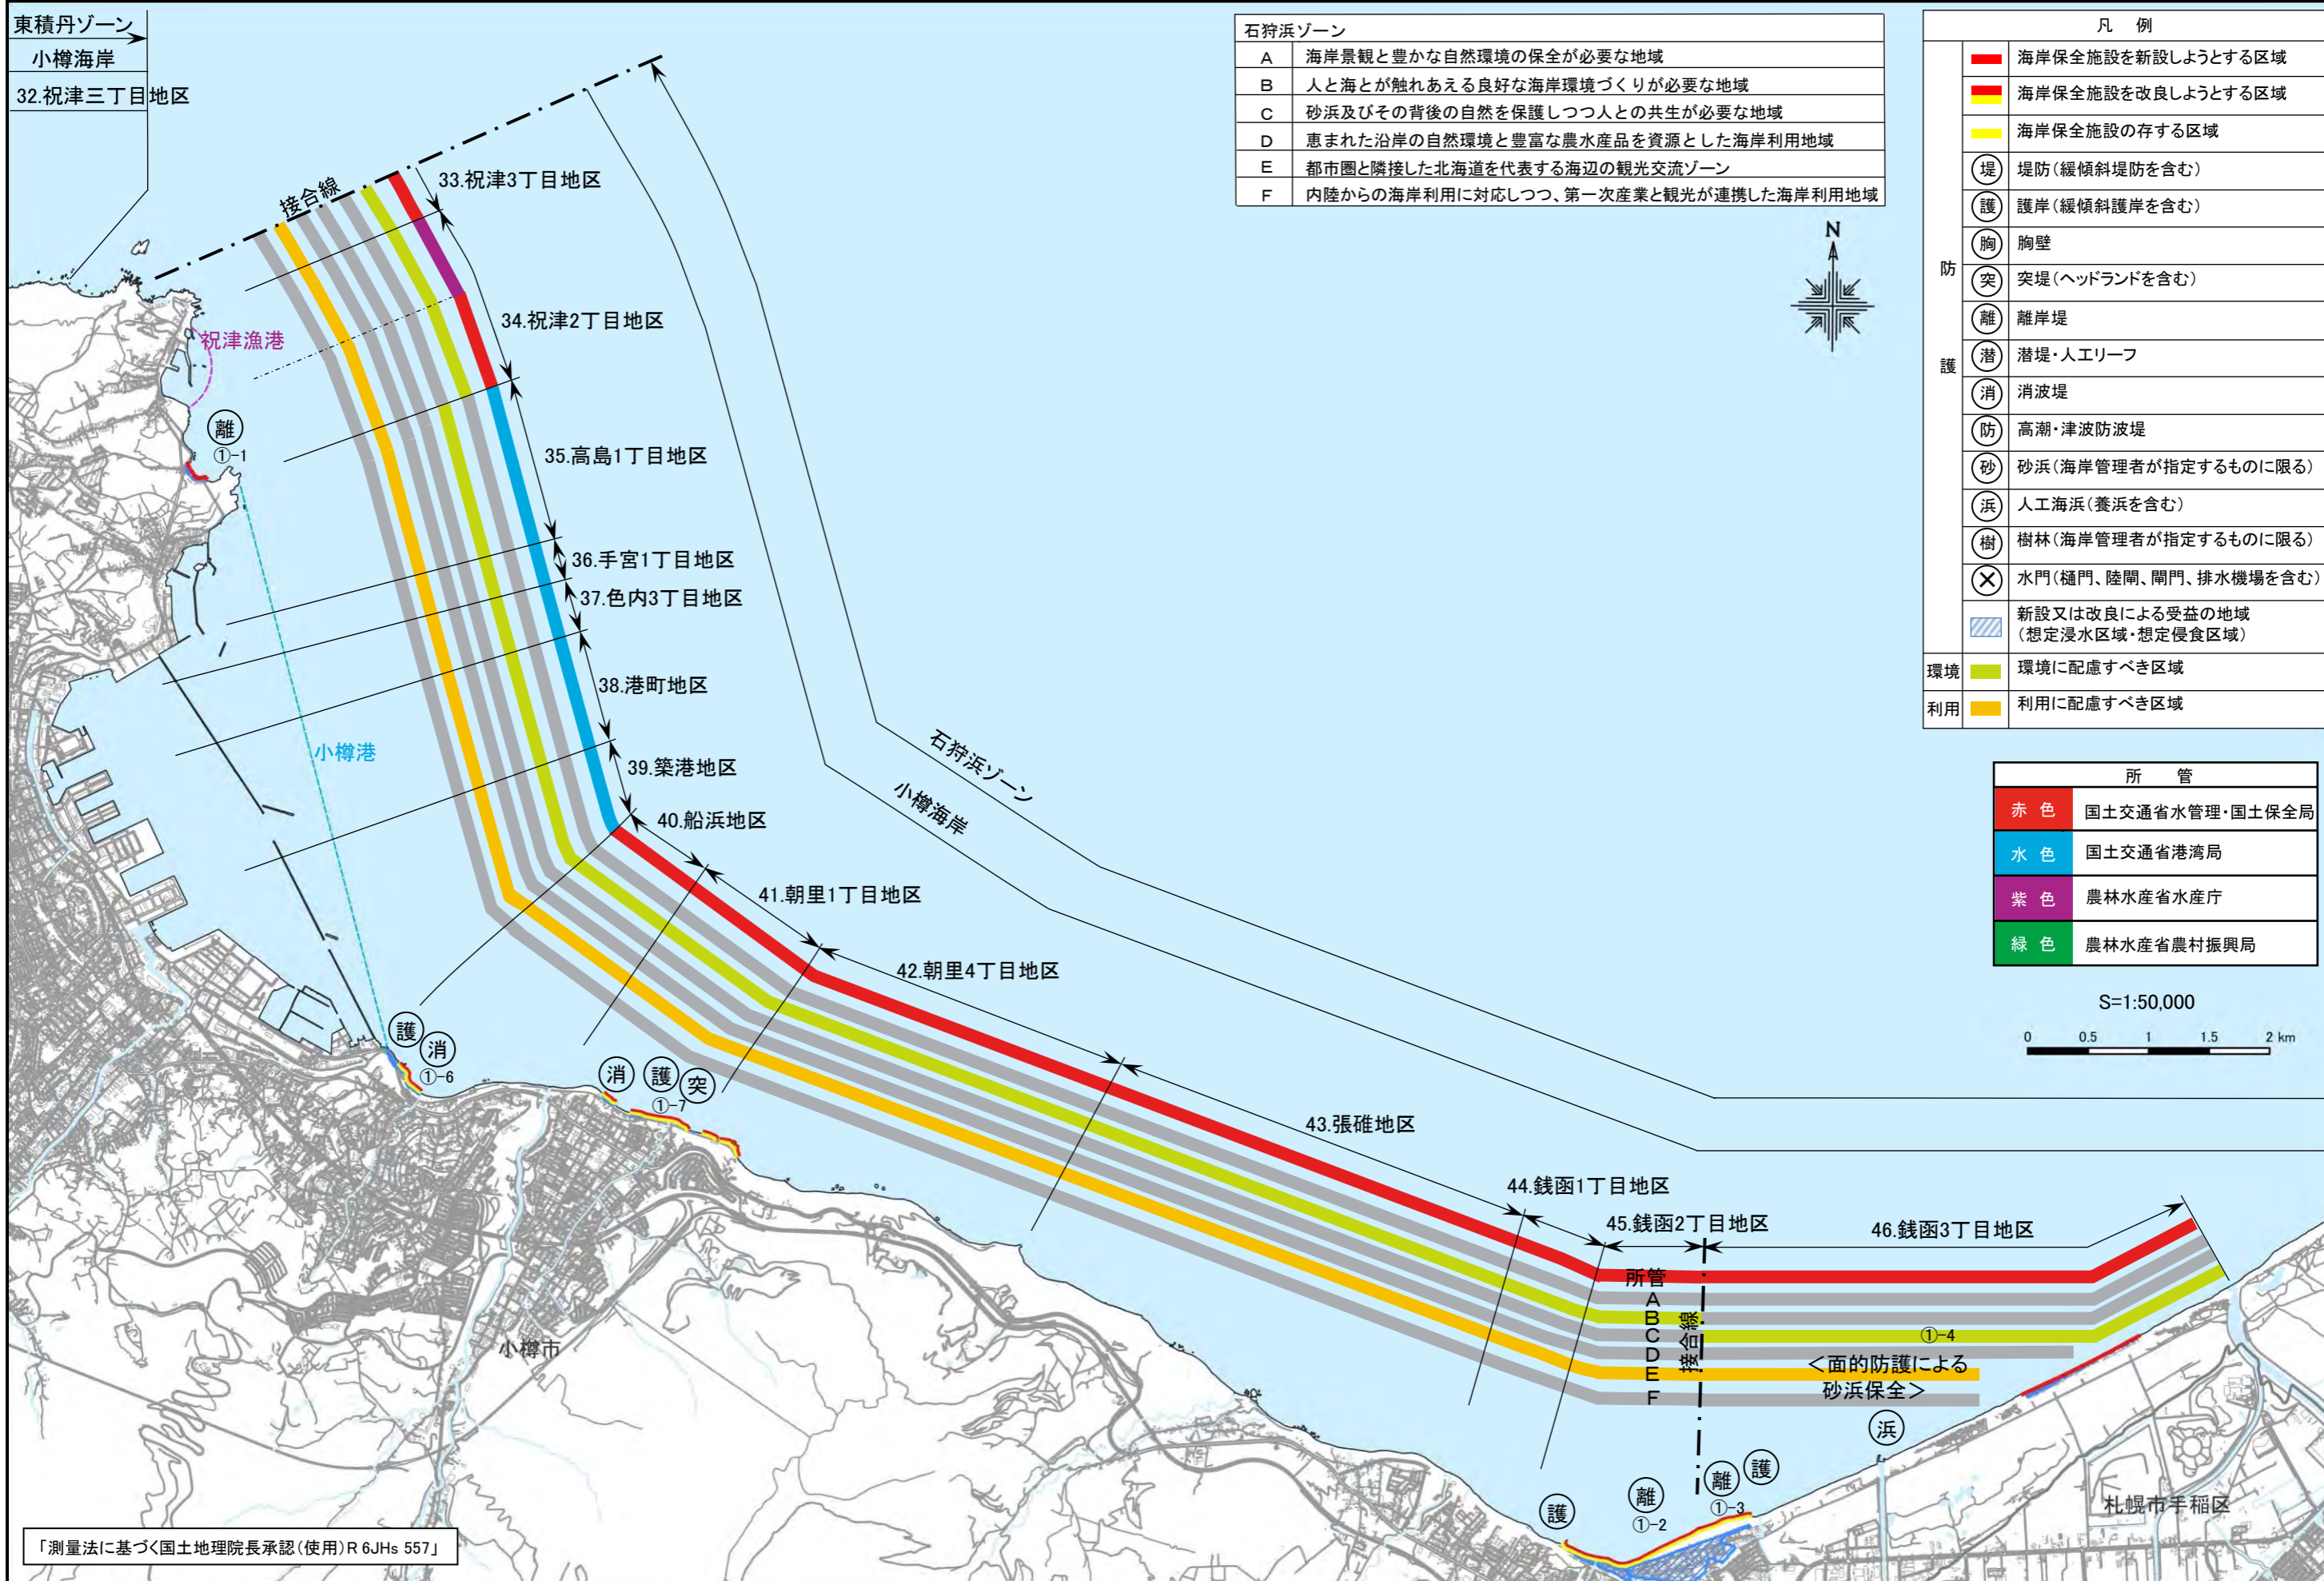 東積丹ゾーン
小樽海岸
32.祝津三丁目地区
石狩浜ゾーン
A 海岸景観と豊かな自然環境の保全が必要な地域
B 人と海とが触れあえる良好な海岸環境づくりが必要な地域
C 砂浜及びその背後の自然を保護しつつ人との共生が必要な地域
D 恵まれた沿岸の自然環境と豊富な農水産品を資源とした海岸利用地域
E 都市圏と隣接した北海道を代表する海辺の観光交流ゾーン
F 内陸からの海岸利用に対応しつつ、第一次産業と観光が連携した海岸利用地域
凡 例
防護
海岸保全施設を新設しようとする区域
海岸保全施設を改良しようとする区域
海岸保全施設の存する区域
堤 堤防(緩傾斜堤防を含む)
護 護岸(緩傾斜護岸を含む)
胸 胸壁
突 突堤(ヘッドランドを含む)
離 離岸堤
潜 潜堤・人工リーフ
消 消波堤
防 高潮・津波防波堤
砂 砂浜(海岸管理者が指定するものに限る)
浜 人工海浜(養浜を含む)
樹 樹林(海岸管理者が指定するものに限る)
水門(樋門、陸閘、閘門、排水機場を含む)
新設又は改良による受益の地域
(想定浸水区域・想定侵食区域)
環境 環境に配慮すべき区域
利用 利用に配慮すべき区域
所 管
赤 色 国土交通省水管理・国土保全局
水 色 国土交通省港湾局
紫 色 農林水産省水産庁
緑 色 農林水産省農村振興局
S=1:50,000
0 0.5 1 1.5 2 km
N
接合線
33.祝津3丁目地区
34.祝津2丁目地区
祝津漁港
離
①-1
35.高島1丁目地区
36.手宮1丁目地区
37.色内3丁目地区
38.港町地区
小樽港
39.築港地区
石狩浜ゾーン
小樽海岸
40.船浜地区
41.朝里1丁目地区
42.朝里4丁目地区
護
消
①-6
消
護
突
①-7
43.張碓地区
44.銭函1丁目地区
45.銭函2丁目地区
46.銭函3丁目地区
所管
A
B
C
D
E
F
接合線
①-4
<面的防護による
砂浜保全>
小樽市
浜
護
離
①-2
離
護
①-3
札幌市手稲区
「測量法に基づく国土地理院長承認(使用)R 6JHs 557」